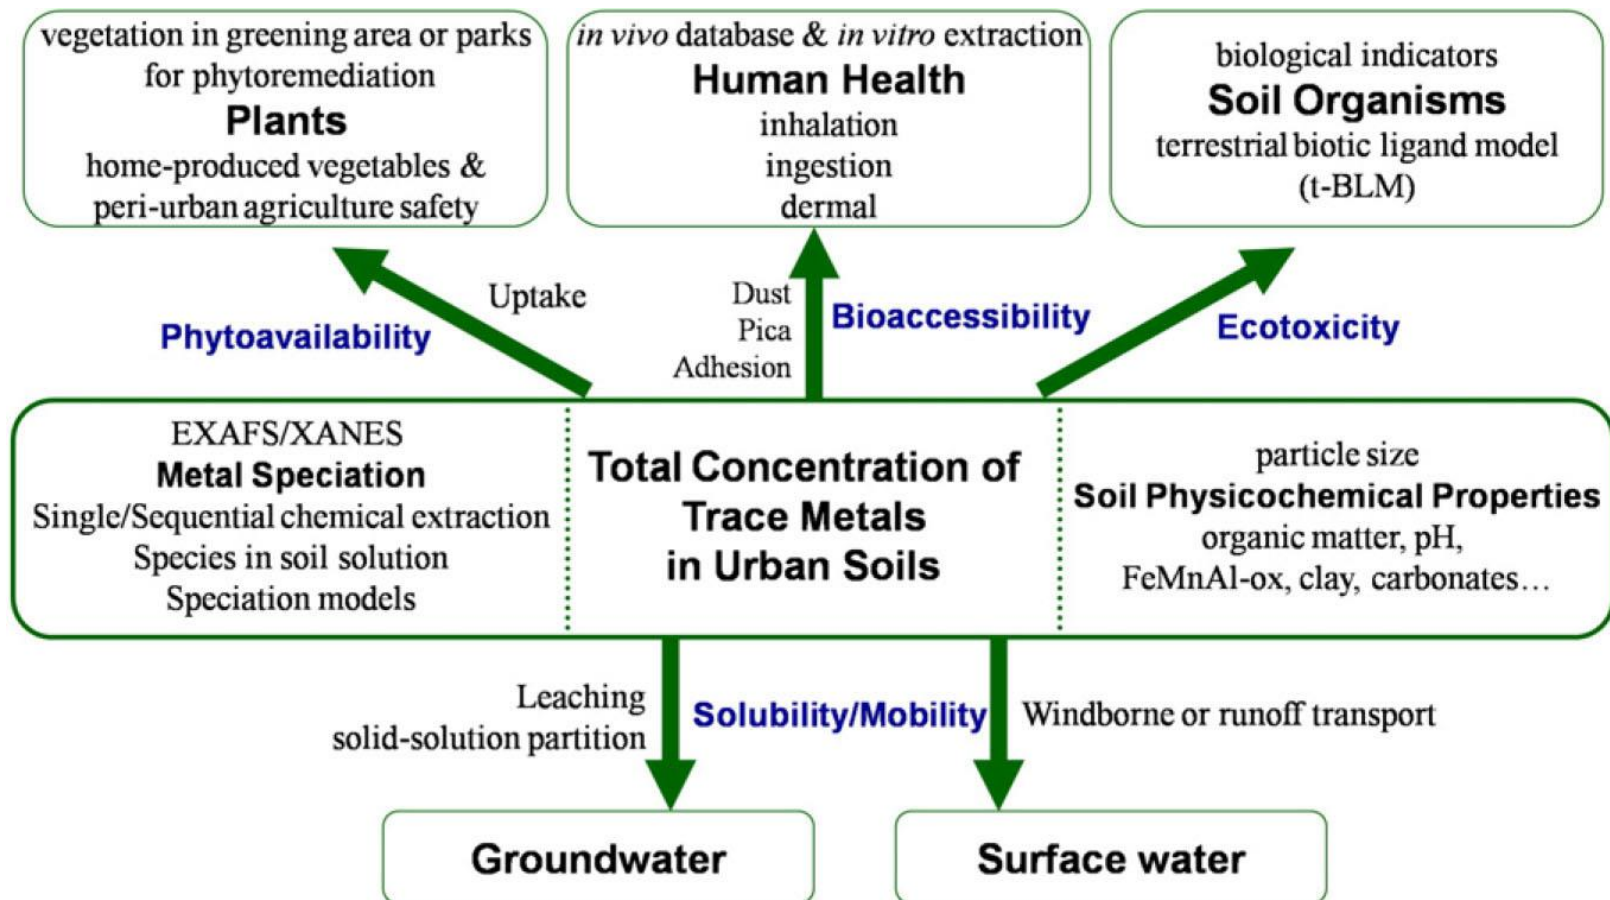 vegetation in greening area or parks
for phytoremediation
Plants
home-produced vegetables &
peri-urban agriculture safety
in vivo database & in vitro extraction
Human Health
inhalation
ingestion
dermal
biological indicators
Soil Organisms
terrestrial biotic ligand model
(t-BLM)
Uptake
Phytoavailability
Dust
Pica
Adhesion
Bioaccessibility
Ecotoxicity
EXAFS/XANES
Metal Speciation
Single/Sequential chemical extraction
Species in soil solution
Speciation models
Total Concentration of
Trace Metals
in Urban Soils
particle size
Soil Physicochemical Properties
organic matter, pH,
FeMnAl-ox, clay, carbonates…
Leaching
solid-solution partition
Solubility/Mobility
Windborne or runoff transport
Groundwater
Surface water